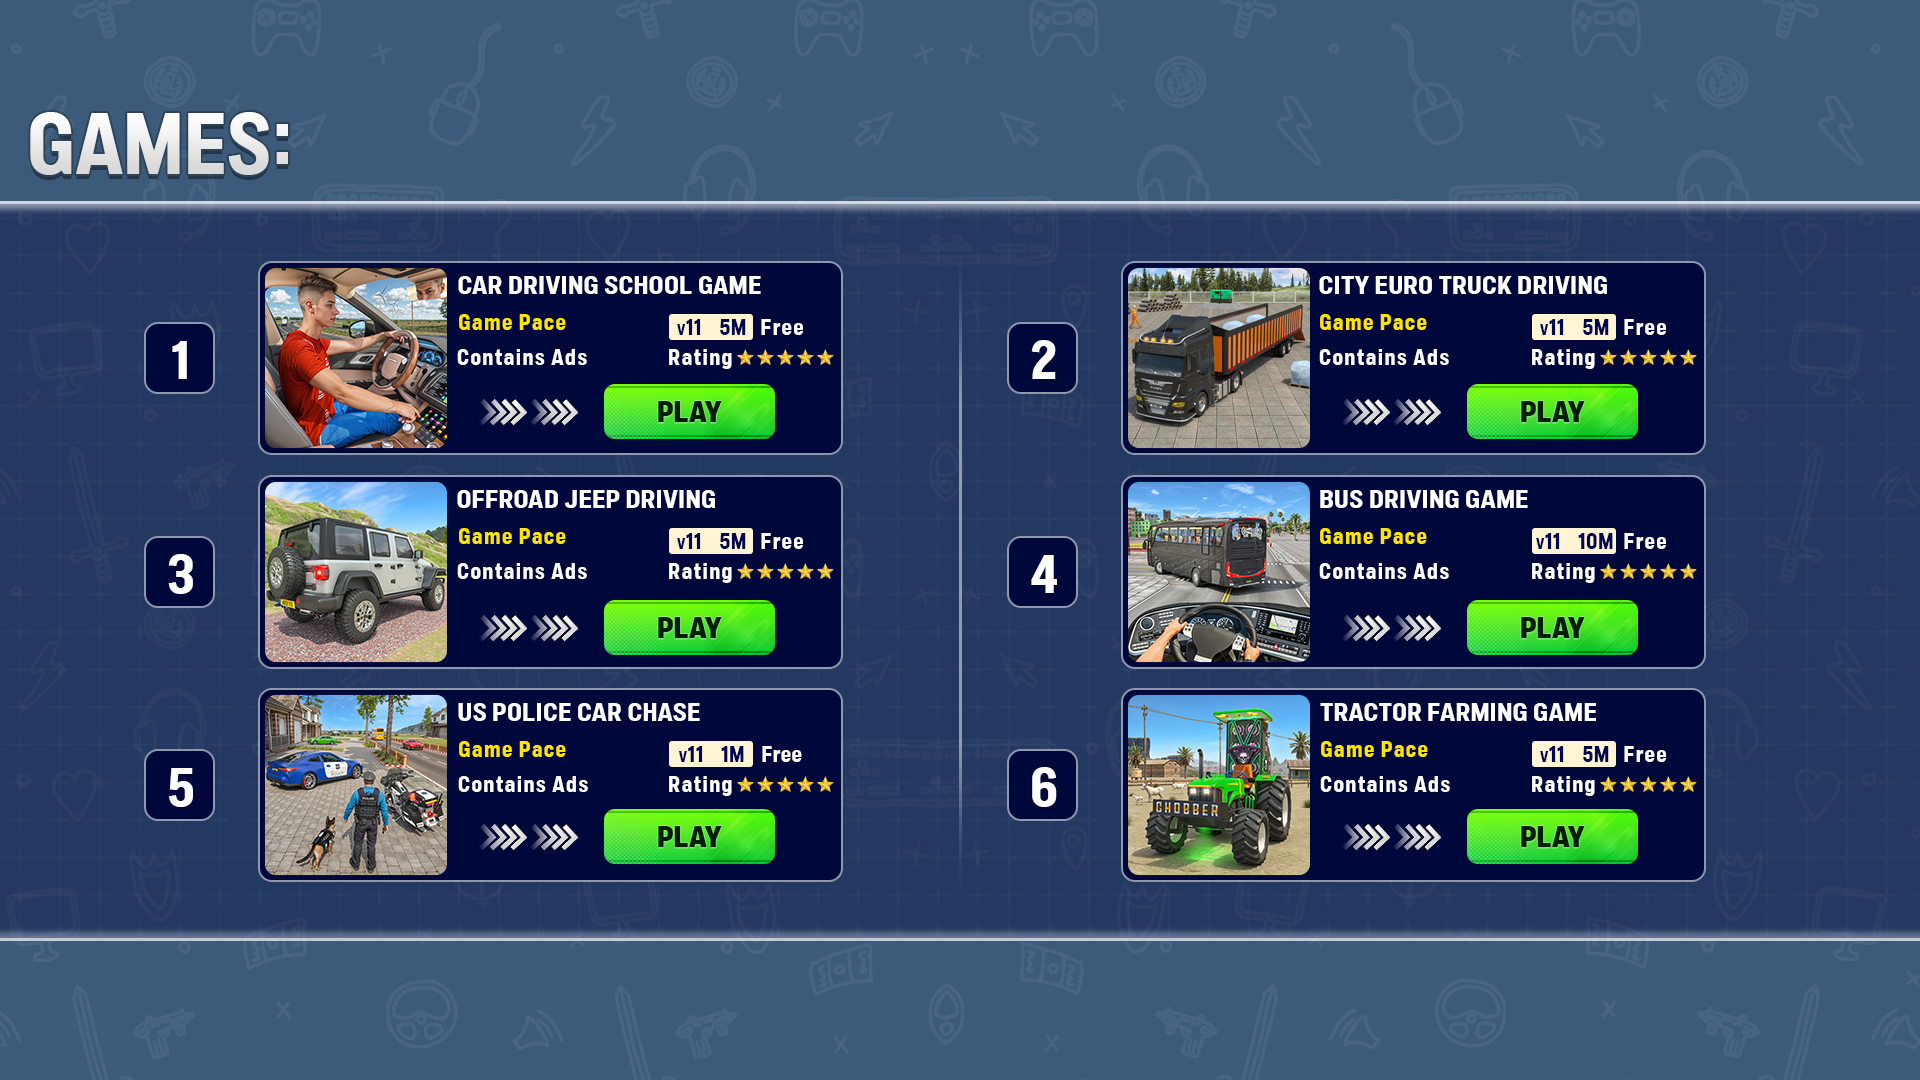 GAMES:
1
CAR DRIVING SCHOOL GAME
Game Pace
v11 5M Free
Contains Ads
Rating
PLAY
2
CITY EURO TRUCK DRIVING
Game Pace
v11 5M Free
Contains Ads
Rating
PLAY
3
OFFROAD JEEP DRIVING
Game Pace
v11 5M Free
Contains Ads
Rating
PLAY
4
BUS DRIVING GAME
Game Pace
v11 10M Free
Contains Ads
Rating
PLAY
5
US POLICE CAR CHASE
Game Pace
v11 1M Free
Contains Ads
Rating
PLAY
6
TRACTOR FARMING GAME
Game Pace
v11 5M Free
Contains Ads
Rating
CHOBBER
PLAY